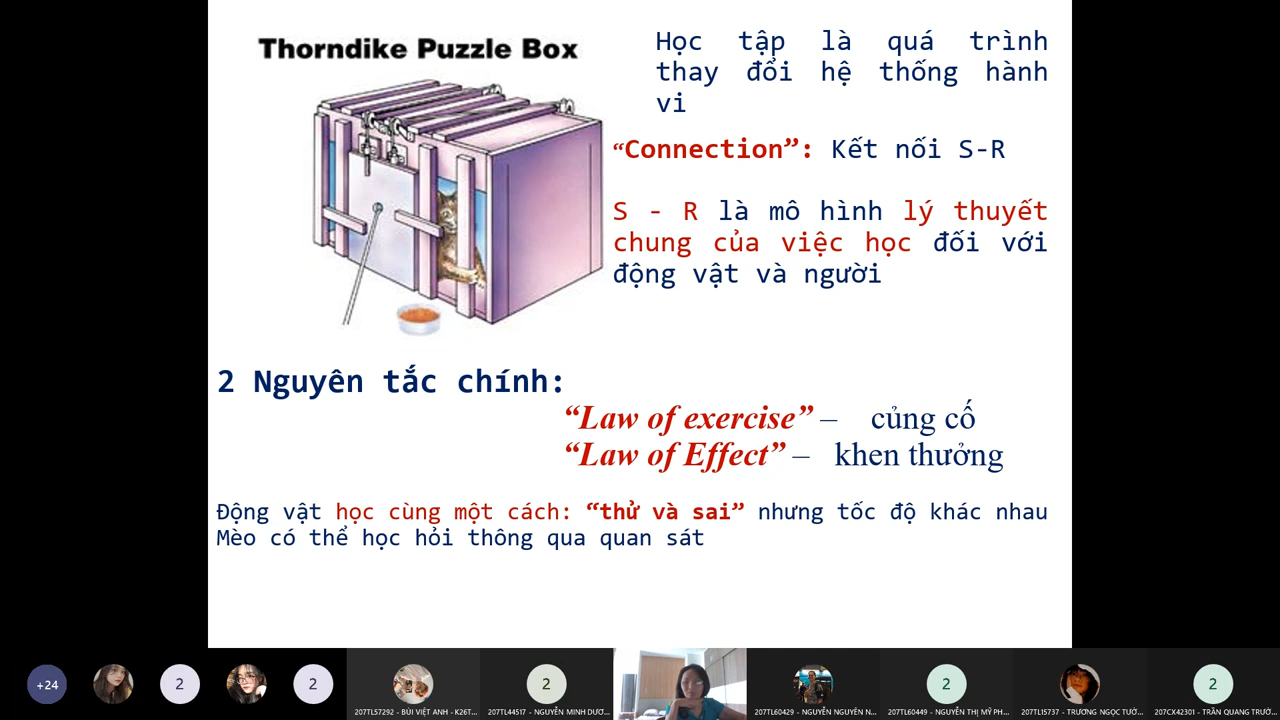 Thorndike Puzzle Box
Học tập là quá trình
thay đổi hệ thống hành
vi
“Connection”: Kết nối S-R
S - R là mô hình lý thuyết
chung của việc học đối với
động vật và người
2 Nguyên tắc chính:
“Law of exercise” – củng cố
“Law of Effect” – khen thưởng
Động vật học cùng một cách: “thử và sai” nhưng tốc độ khác nhau
Mèo có thể học hỏi thông qua quan sát
+24
2
2
2
2
2
207TL57292 - BÙI VIỆT ANH - K26T...
207TL44517 - NGUYỄN MINH DƯƠ...
207TL60429 - NGUYỄN NGUYÊN N...
207TL60449 - NGUYỄN THỊ MỸ PH...
207TL15737 - TRƯƠNG NGỌC TƯỜ...
207CX42301 - TRẦN QUANG TRƯỜ...